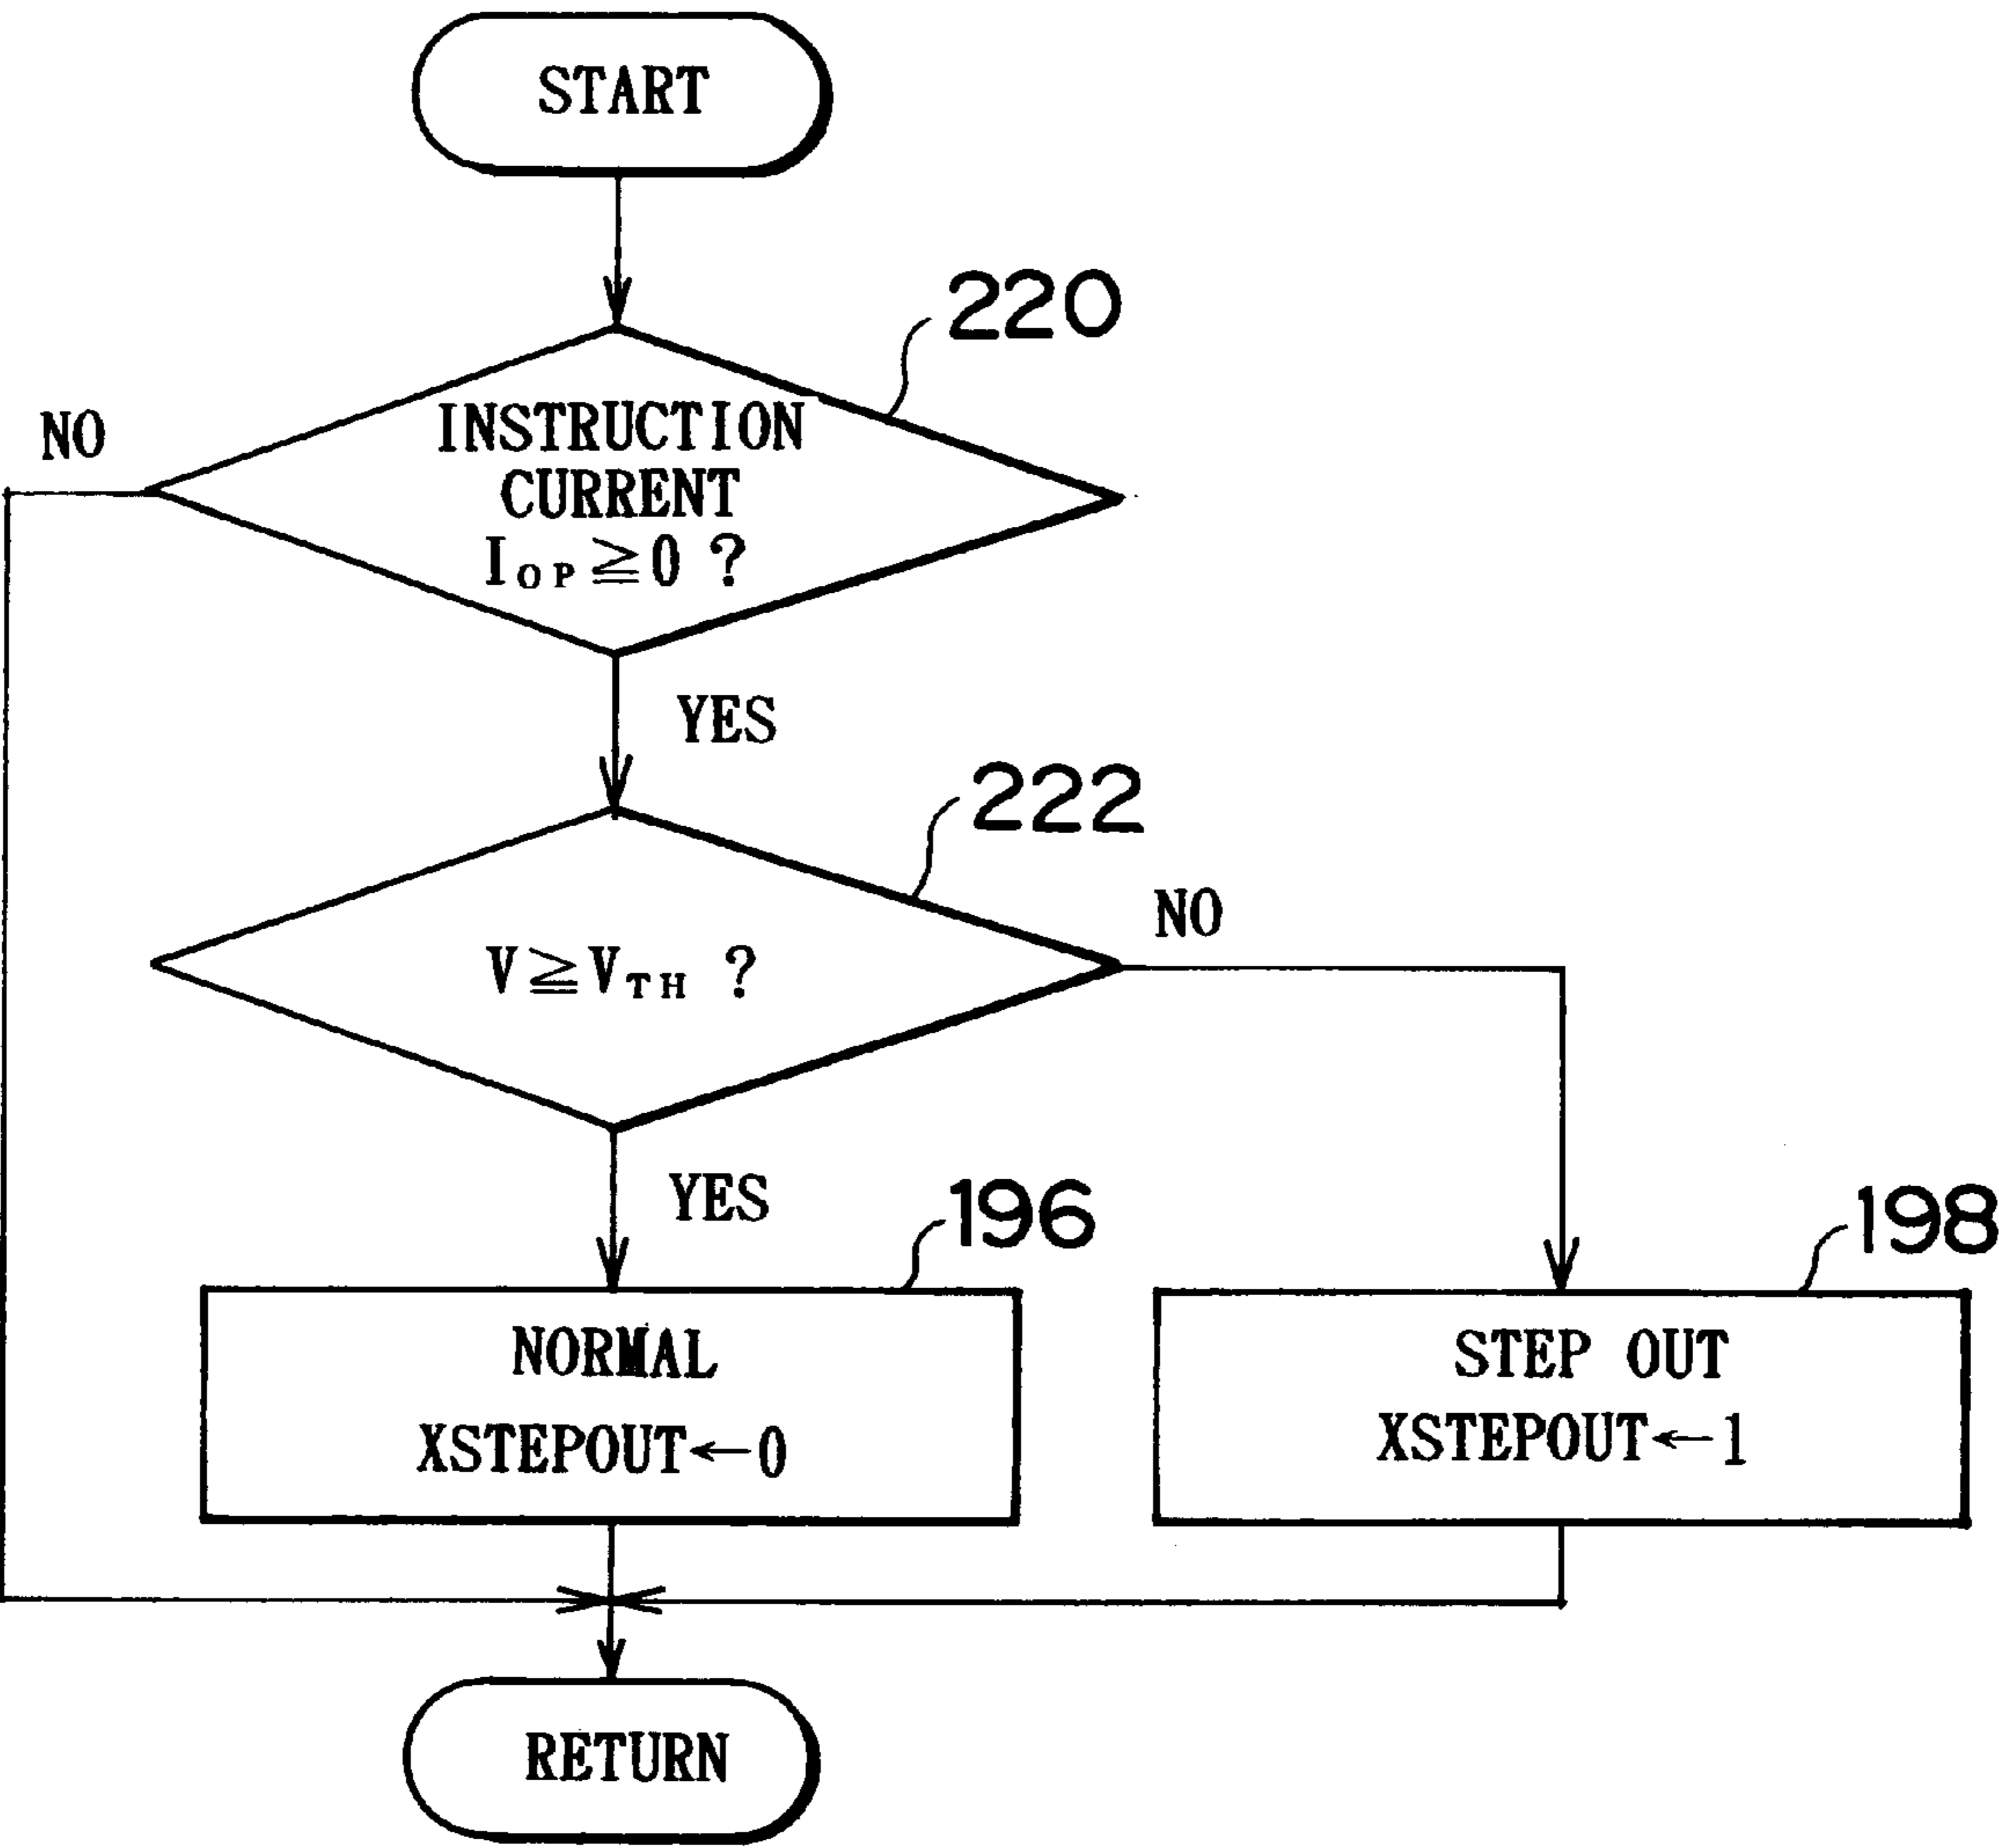 START
220
NO
INSTRUCTION
CURRENT
I_OP ≧ 0 ?
YES
222
NO
V ≧ V_TH ?
YES
196
198
NORMAL
XSTEPOUT←0
STEP OUT
XSTEPOUT←1
RETURN